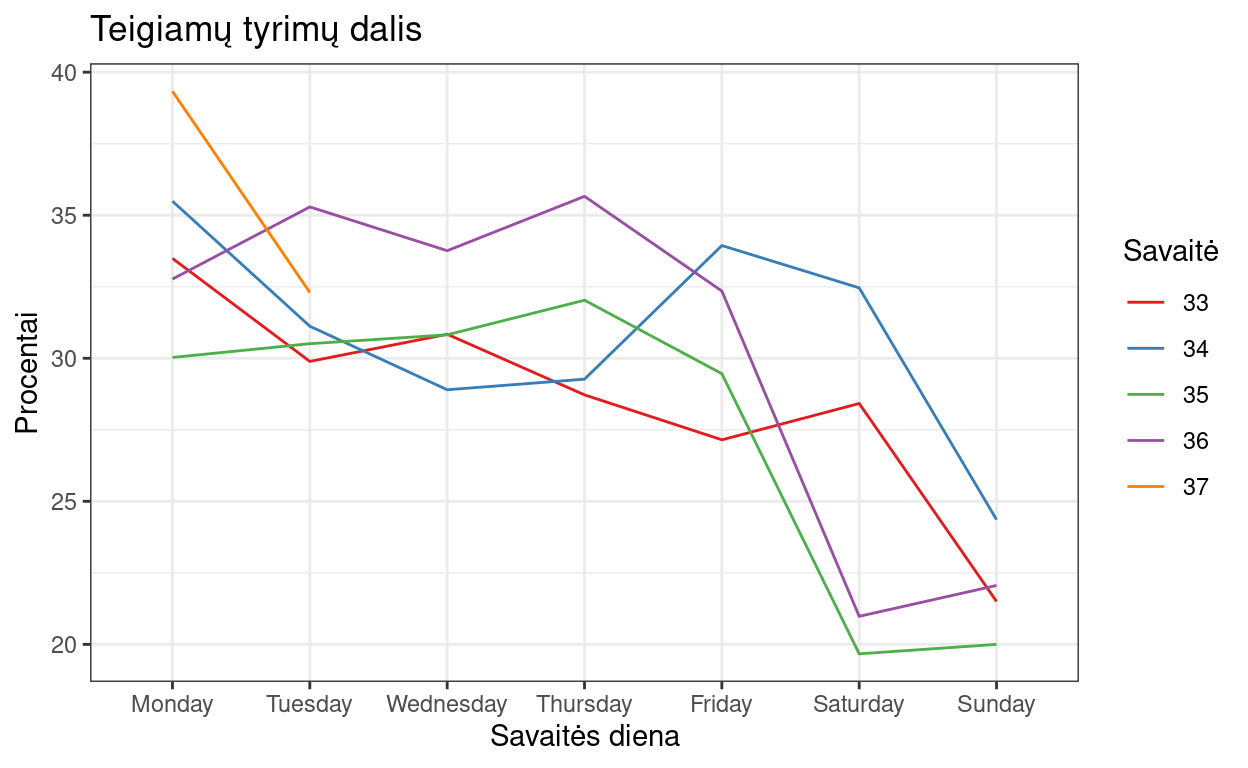 Teigiamų tyrimų dalis
Procentai
40
35
30
25
20
Monday Tuesday Wednesday Thursday Friday Saturday Sunday
Savaitės diena
Savaitė
33
34
35
36
37